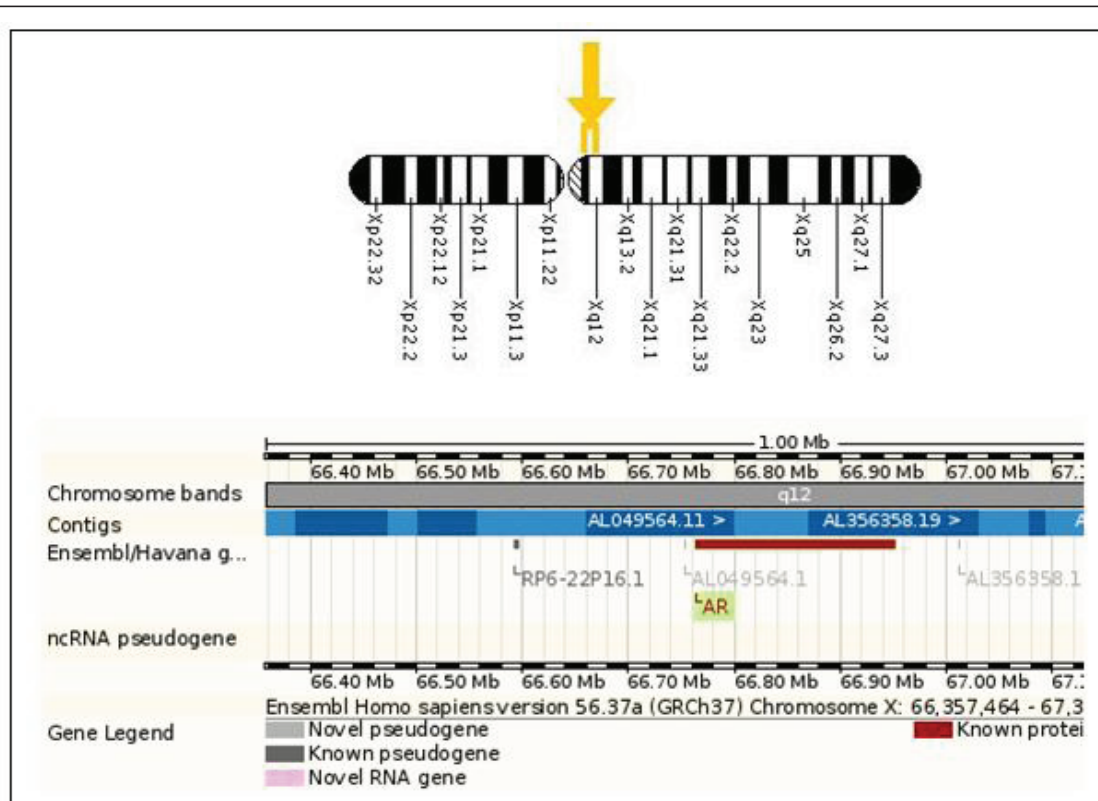 Xp22.32
Xp22.2
Xp22.12
Xp21.3
Xp21.1
Xp11.3
Xp11.22
Xq12
Xq13.2
Xq21.1
Xq21.31
Xq21.33
Xq22.2
Xq23
Xq25
Xq26.2
Xq27.1
Xq27.3
1.00 Mb
66.40 Mb 66.50 Mb 66.60 Mb 66.70 Mb 66.80 Mb 66.90 Mb 67.00 Mb 67.1
Chromosome bands q12
Contigs AL049564.11 > AL356358.19 > A
Ensembl/Havana g...
RP6-22P16.1 AL049564.1 AL356358.1
AR
ncRNA pseudogene
66.40 Mb 66.50 Mb 66.60 Mb 66.70 Mb 66.80 Mb 66.90 Mb 67.00 Mb 67.1
Ensembl Homo sapiens version 56.37a (GRCh37) Chromosome X: 66,357,464 - 67,3
Gene Legend Novel pseudogene Known protei
Known pseudogene
Novel RNA gene